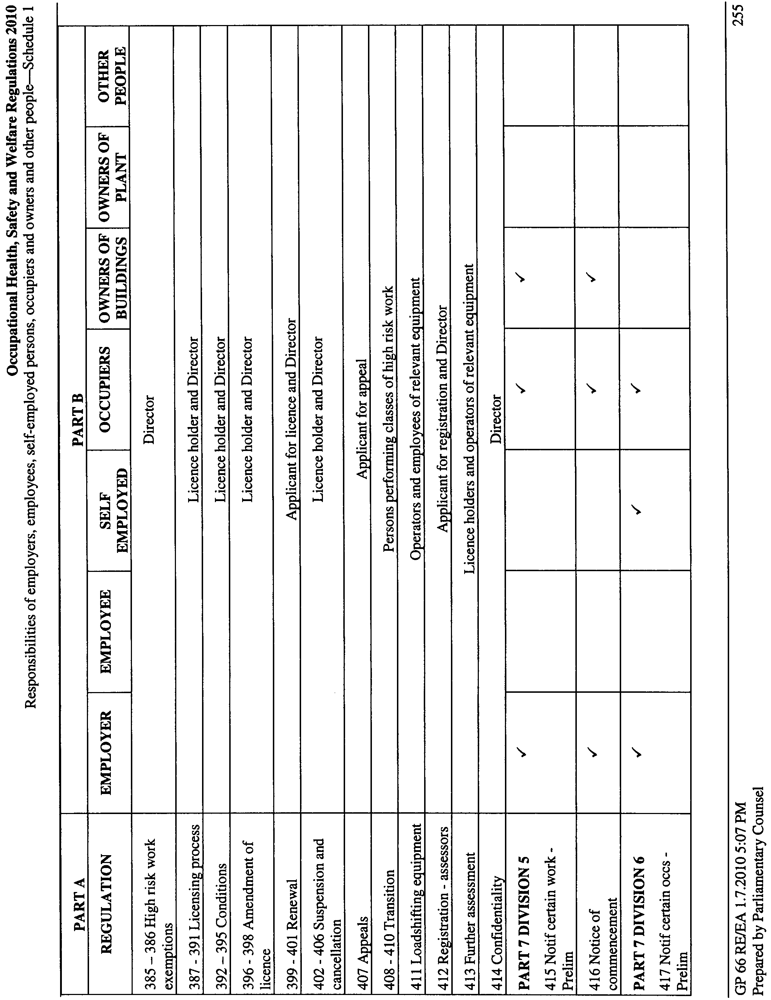 Occupational Health, Safety and Welfare Regulations 2010
Responsibilities of employers, employees, self-employed persons, occupiers and owners and other people—Schedule 1
PART A PART B
REGULATION EMPLOYER EMPLOYEE SELF EMPLOYED OCCUPIERS OWNERS OF BUILDINGS OWNERS OF PLANT OTHER PEOPLE
385 – 386 High risk work Director
exemptions
387 - 391 Licensing process Licence holder and Director
392 – 395 Conditions Licence holder and Director
396 - 398 Amendment of Licence holder and Director
licence
399 - 401 Renewal Applicant for licence and Director
402 - 406 Suspension and Licence holder and Director
cancellation
407 Appeals Applicant for appeal
408 - 410 Transition Persons performing classes of high risk work
411 Loadshifting equipment Operators and employees of relevant equipment
412 Registration - assessors Applicant for registration and Director
413 Further assessment Licence holders and operators of relevant equipment
414 Confidentiality Director
PART 7 DIVISION 5 ✓ ✓ ✓
415 Notif certain work -
Prelim
416 Notice of ✓ ✓ ✓
commencement
PART 7 DIVISION 6 ✓ ✓ ✓
417 Notif certain occs -
Prelim
GP 66 RE/EA 1.7.2010 5:07 PM 255
Prepared by Parliamentary Counsel